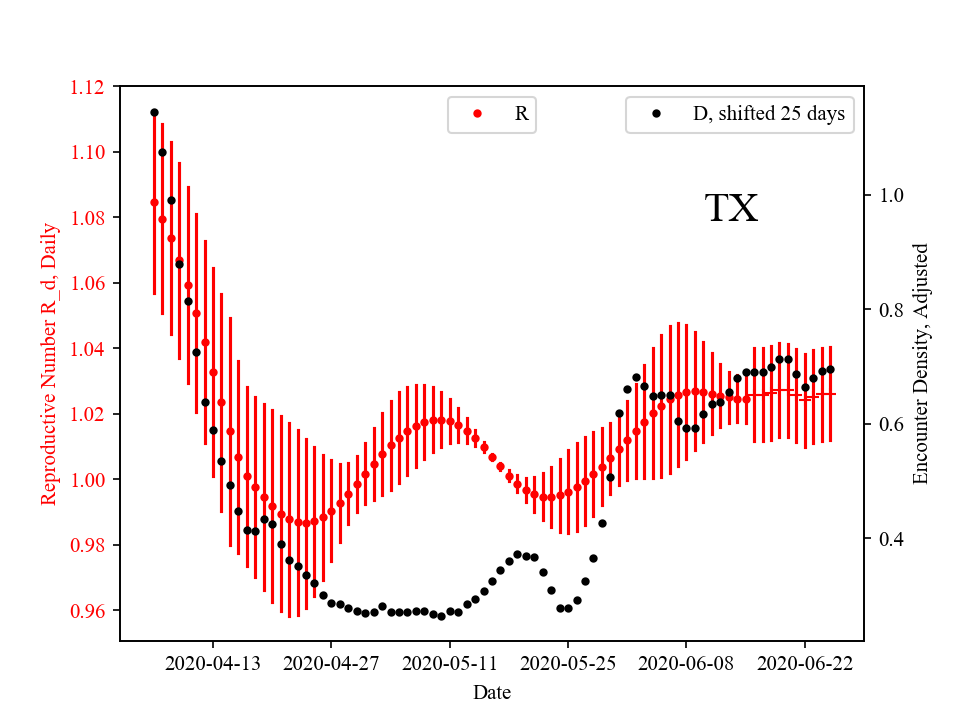 R
D, shifted 25 days
TX
1.12
1.10
1.08
1.06
1.04
1.02
1.00
0.98
0.96
Reproductive Number R_d, Daily
1.0
0.8
0.6
0.4
Encounter Density, Adjusted
2020-04-13 2020-04-27 2020-05-11 2020-05-25 2020-06-08 2020-06-22
Date